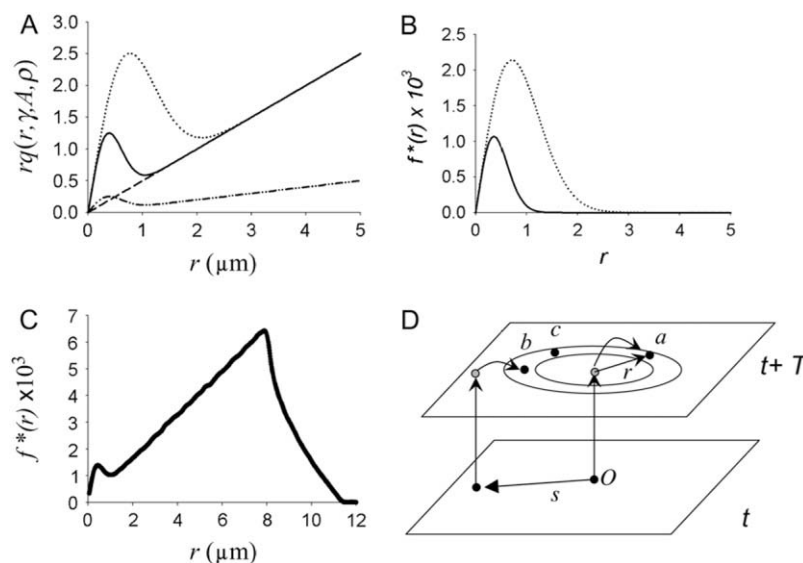 A
rq(r, γ, A, ρ)
3.0
2.5
2.0
1.5
1.0
0.5
0.0
0 1 2 3 4 5
r (µm)
B
f*(r) x 10³
2.5
2.0
1.5
1.0
0.5
0.0
0 1 2 3 4 5
r
C
f*(r) x10³
7
6
5
4
3
2
1
0
0 2 4 6 8 10 12
r (µm)
D
c
a
b
r
t+ T
O
s
t